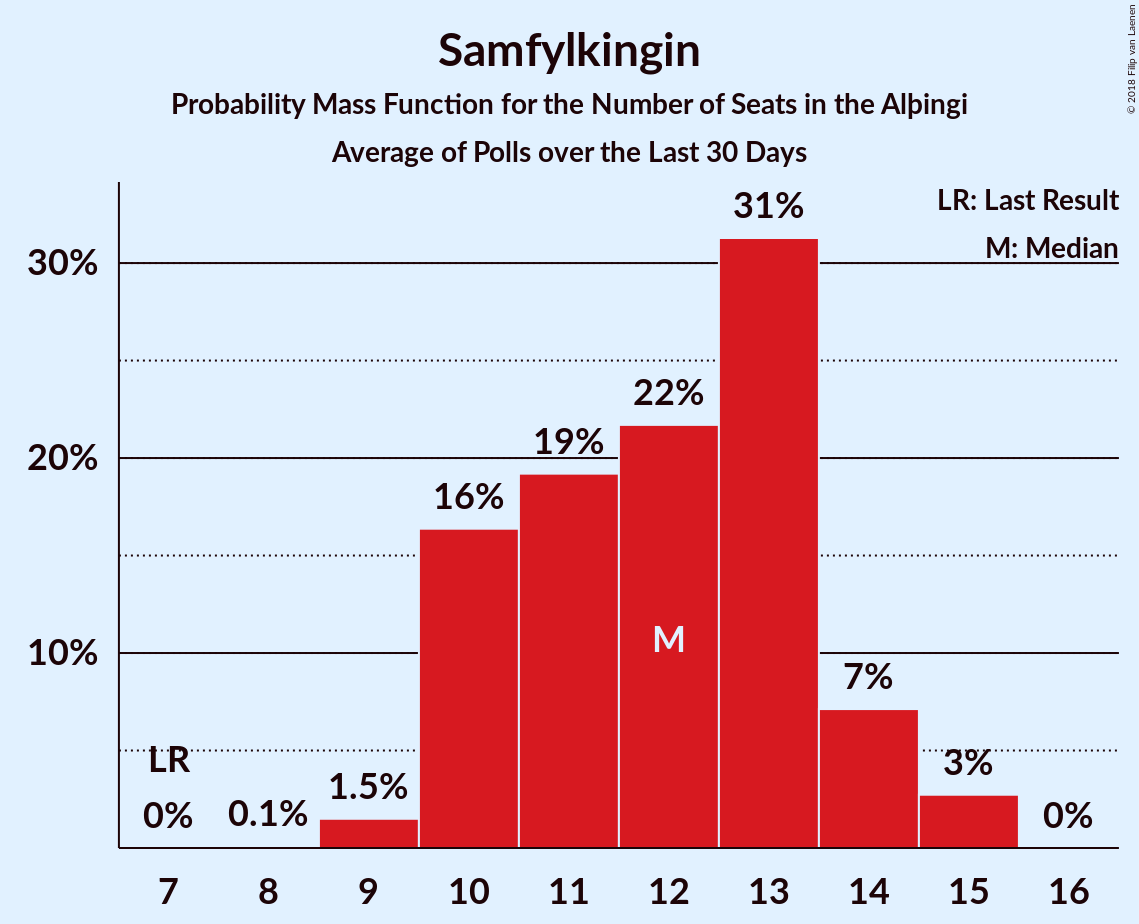 Samfylkingin
Probability Mass Function for the Number of Seats in the Alþingi
Average of Polls over the Last 30 Days
© 2018 Filip van Laenen
LR: Last Result
M: Median
30%
20%
10%
31%
22%
19%
16%
M
7%
LR
3%
1.5%
0%
0.1%
0%
7 8 9 10 11 12 13 14 15 16